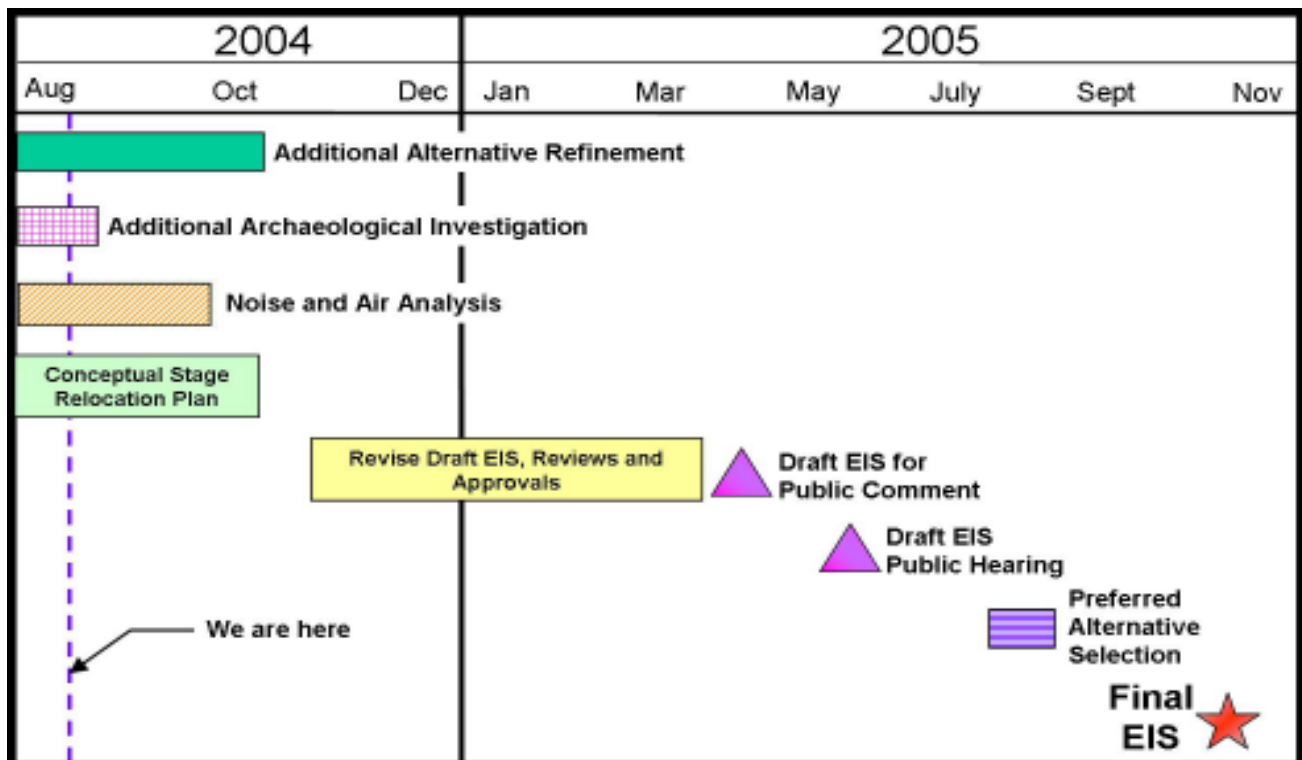 2004 2005
Aug Oct Dec Jan Mar May July Sept Nov
Additional Alternative Refinement
Additional Archaeological Investigation
Noise and Air Analysis
Conceptual Stage
Relocation Plan
Revise Draft EIS, Reviews and
Approvals
Draft EIS for
Public Comment
Draft EIS
Public Hearing
We are here
Preferred
Alternative
Selection
Final
EIS